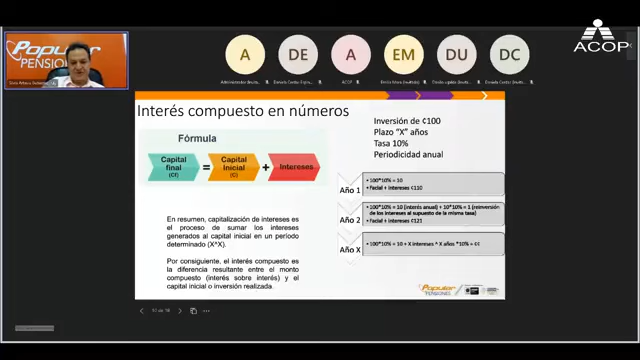 Popular
PENSIONES
A
DE
A
EM
DU
DC
ACOP
ACOP
Interés compuesto en números
Fórmula
Capital
final
(Cf)
=
Capital
Inicial
(C)
+
Intereses
Inversión de ¢100
Plazo "X" años
Tasa 10%
Periodicidad anual
Año 1
• 100*10% = 10
• Facial + intereses ¢110
Año 2
• 100*10% = 10 (interés anual) + 10*10% = 1 (reinversión
de los intereses al supuesto de la misma tasa)
• Facial + intereses ¢121
Año X
• 100*10% = 10 + X intereses ^ X años *10% = ¢¢
En resumen, capitalización de intereses es
el proceso de sumar los intereses
generados al capital inicial en un período
determinado (X^X).
Por consiguiente, el interés compuesto es
la diferencia resultante entre el monto
compuesto (interés sobre interés) y el
capital inicial o inversión realizada.
Popular
PENSIONES